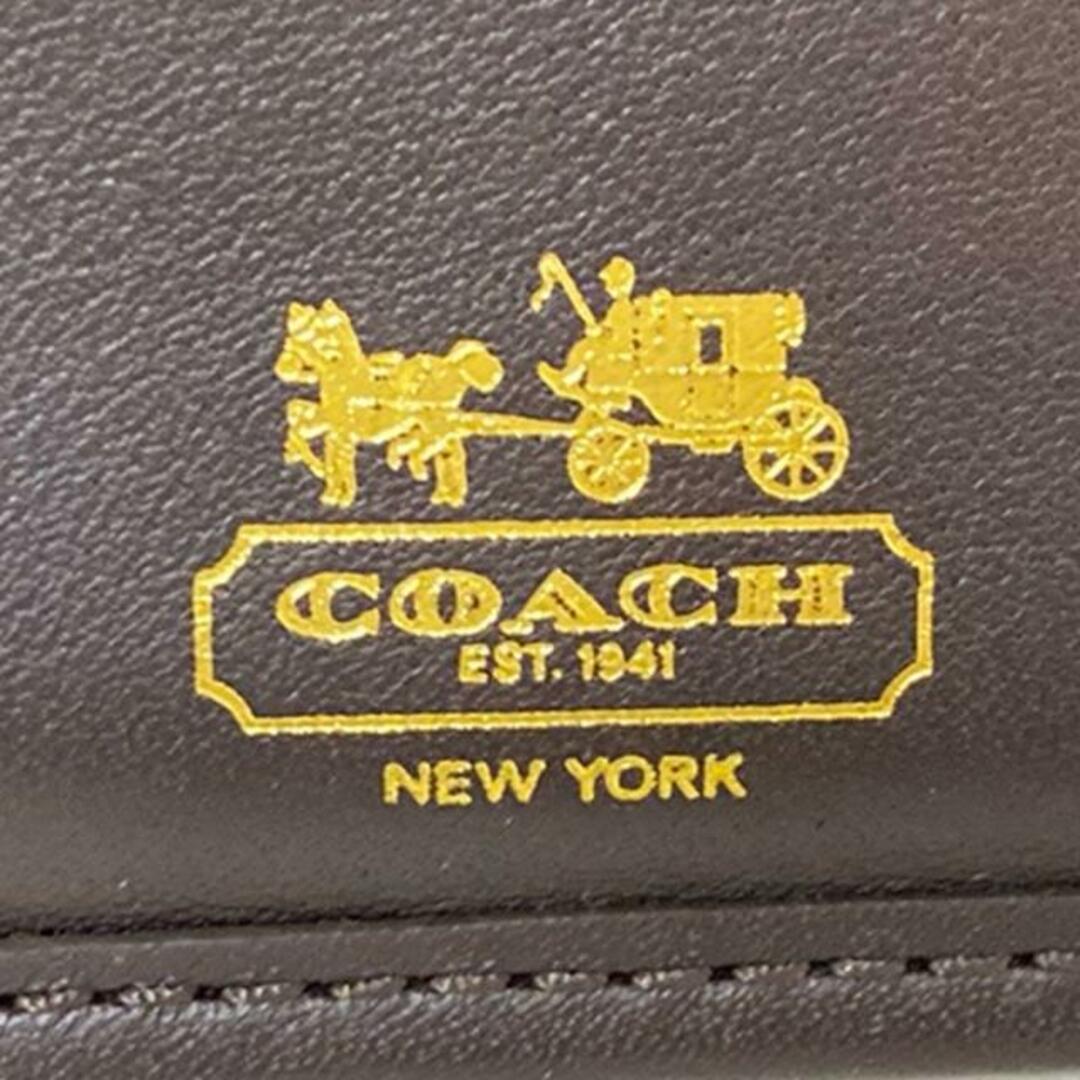 COACH
EST. 1941
NEW YORK